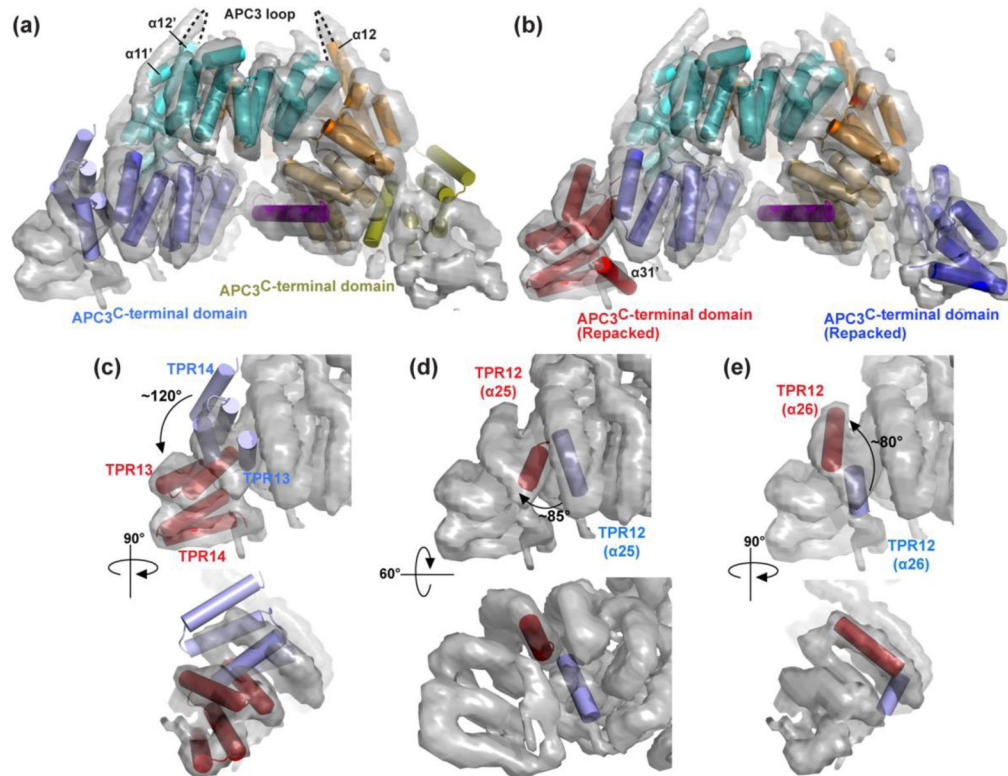 (a)
α12'
APC3 loop
α12
α11'
APC3C-terminal domain
APC3C-terminal domain
(b)
α31'
APC3C-terminal domain
(Repacked)
APC3C-terminal domain
(Repacked)
(c)
TPR14
~120°
TPR13
TPR13
TPR14
90°
(d)
TPR12
(α25)
~85°
TPR12
(α25)
60°
(e)
TPR12
(α26)
~80°
TPR12
(α26)
90°